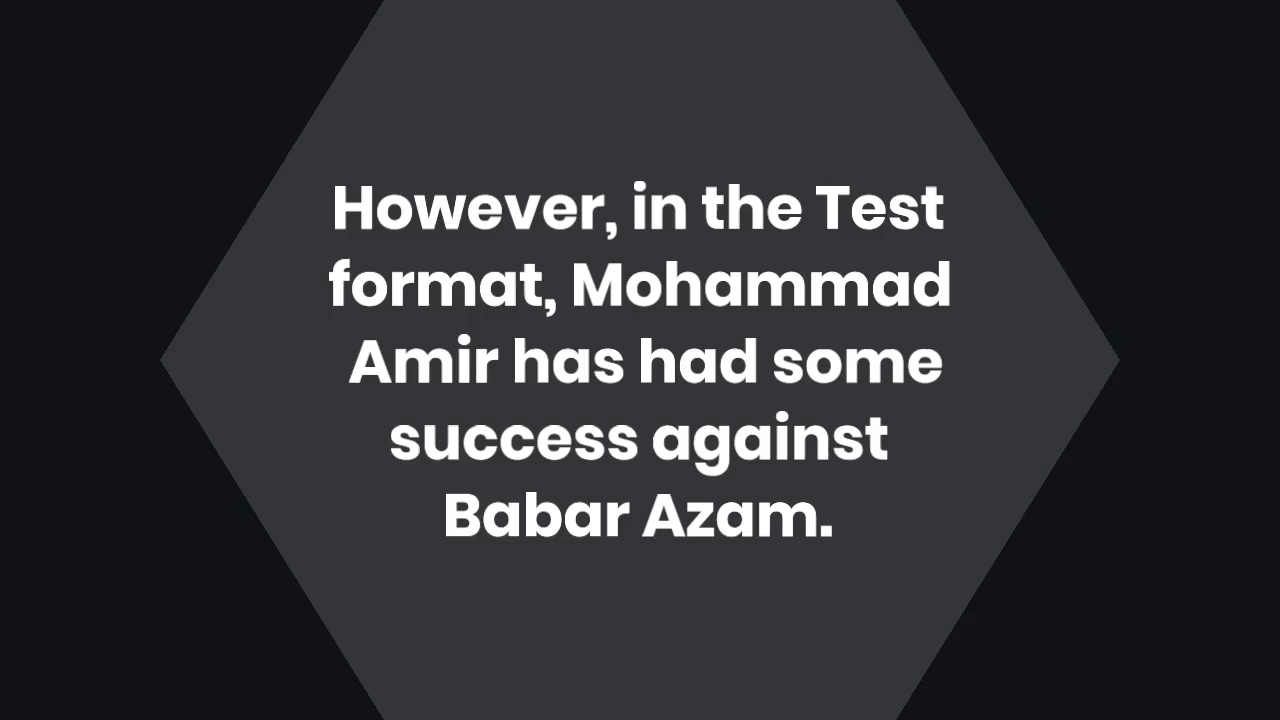 However, in the Test
format, Mohammad
Amir has had some
success against
Babar Azam.